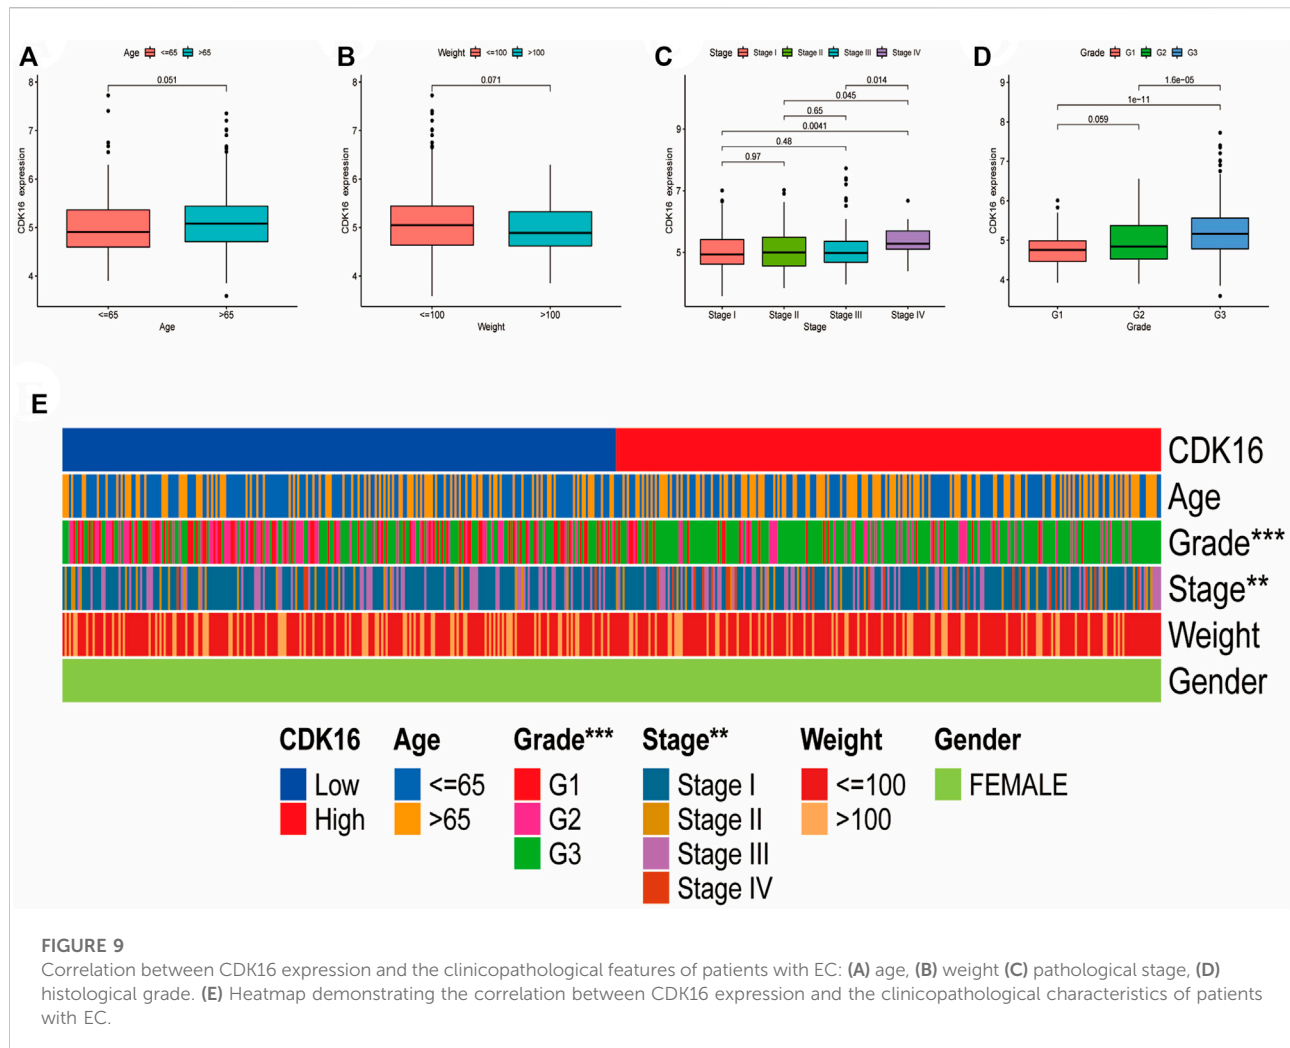 A
Age <=65 >65
0.051
8
7
6
5
4
CDK16 expression
<=65 >65
Age
B
Weight <=100 >100
0.071
8
7
6
5
4
CDK16 expression
<=100 >100
Weight
C
Stage Stage I Stage II Stage III Stage IV
0.014
0.045
0.65
0.0041
0.48
0.97
9
7
5
CDK16 expression
Stage I Stage II Stage III Stage IV
Stage
D
Grade G1 G2 G3
1.6e-05
1e-11
0.059
9
8
7
6
5
4
CDK16 expression
G1 G2 G3
Grade
E
CDK16
Age
Grade***
Stage**
Weight
Gender
CDK16 Age Grade*** Stage** Weight Gender
Low <=65 G1 Stage I <=100 FEMALE
High >65 G2 Stage II >100
G3 Stage III
Stage IV
FIGURE 9
Correlation between CDK16 expression and the clinicopathological features of patients with EC: (A) age, (B) weight (C) pathological stage, (D)
histological grade. (E) Heatmap demonstrating the correlation between CDK16 expression and the clinicopathological characteristics of patients
with EC.